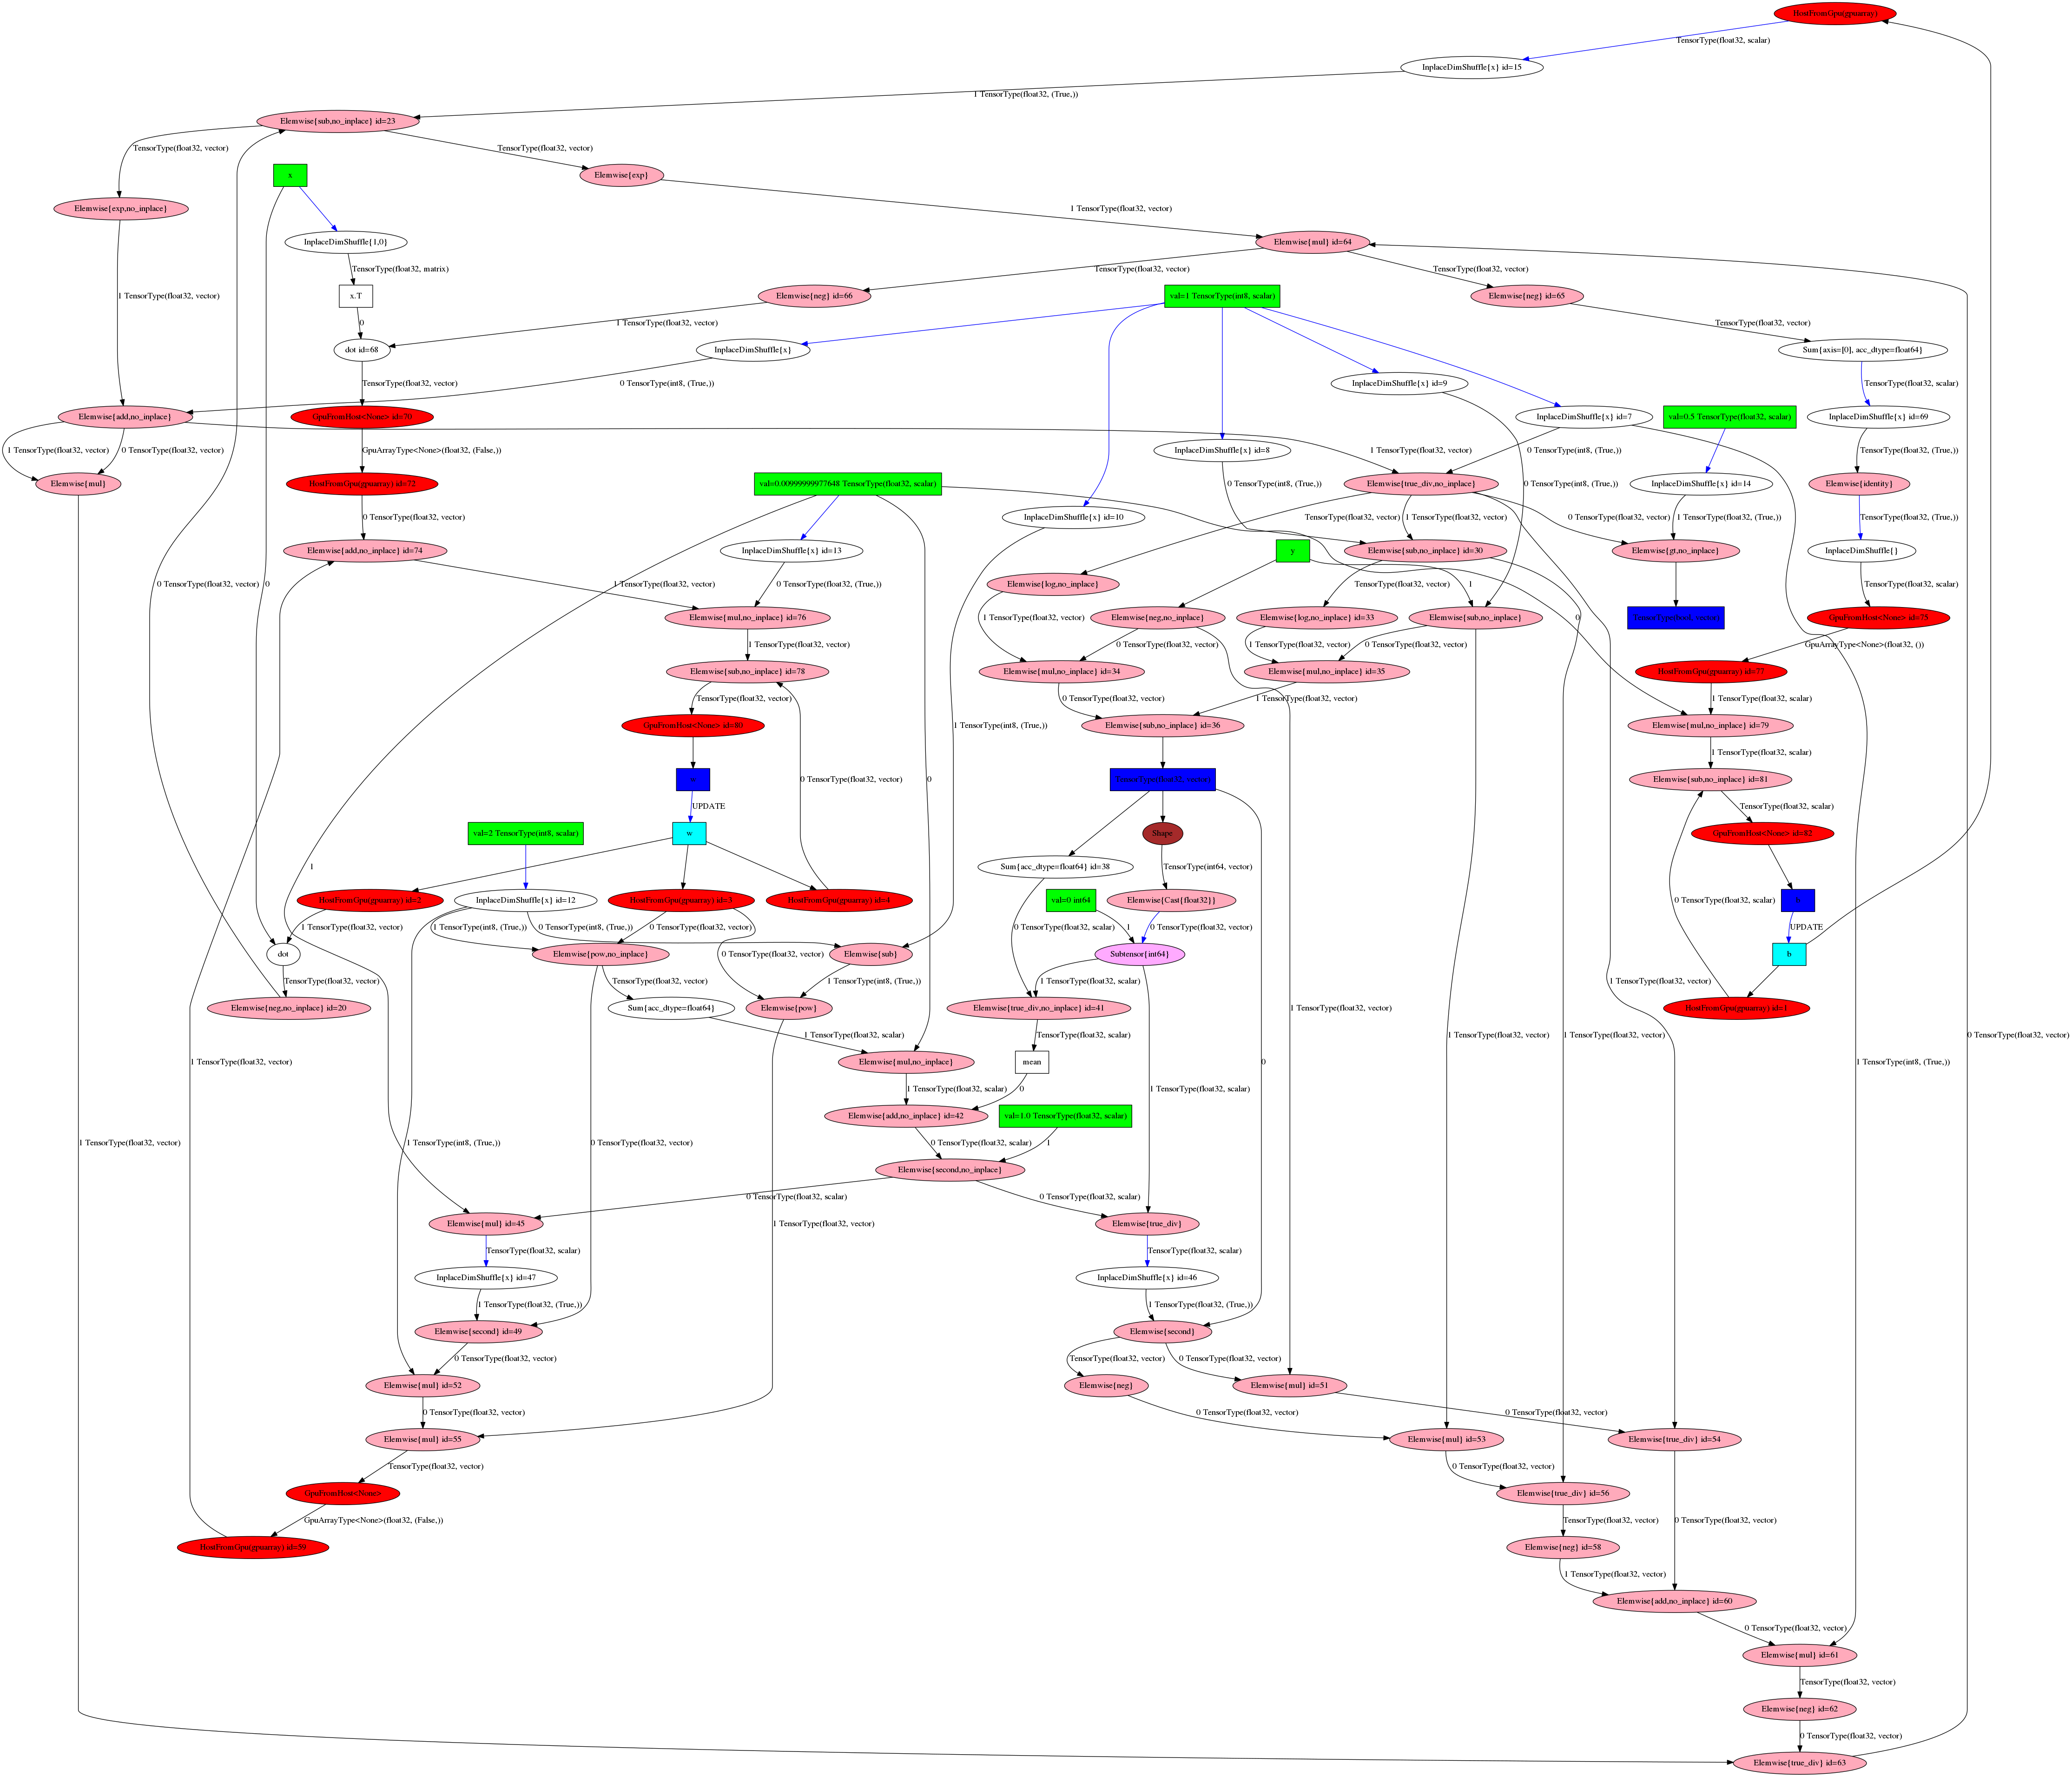 HostFromGpu(gpuarray)
TensorType(float32, scalar)
InplaceDimShuffle{x} id=15
1 TensorType(float32, (True,))
Elemwise{sub,no_inplace} id=23
TensorType(float32, vector)
TensorType(float32, vector)
x
Elemwise{exp}
Elemwise{exp,no_inplace}
1 TensorType(float32, vector)
InplaceDimShuffle{1,0}
Elemwise{mul} id=64
TensorType(float32, matrix)
TensorType(float32, vector)
TensorType(float32, vector)
1 TensorType(float32, vector)
x.T
Elemwise{neg} id=66
val=1 TensorType(int8, scalar)
Elemwise{neg} id=65
0
1 TensorType(float32, vector)
TensorType(float32, vector)
dot id=68
InplaceDimShuffle{x}
Sum{axis=[0], acc_dtype=float64}
TensorType(float32, vector)
0 TensorType(int8, (True,))
InplaceDimShuffle{x} id=9
TensorType(float32, scalar)
Elemwise{add,no_inplace}
GpuFromHost<None> id=70
InplaceDimShuffle{x} id=7
val=0.5 TensorType(float32, scalar)
InplaceDimShuffle{x} id=69
1 TensorType(float32, vector)
0 TensorType(float32, vector)
GpuArrayType<None>(float32, (False,))
InplaceDimShuffle{x} id=8
1 TensorType(float32, vector)
0 TensorType(int8, (True,))
TensorType(float32, (True,))
Elemwise{mul}
HostFromGpu(gpuarray) id=72
val=0.00999999977648 TensorType(float32, scalar)
0 TensorType(int8, (True,))
Elemwise{true_div,no_inplace}
0 TensorType(int8, (True,))
InplaceDimShuffle{x} id=14
Elemwise{identity}
0 TensorType(float32, vector)
InplaceDimShuffle{x} id=10
TensorType(float32, vector)
1 TensorType(float32, vector)
0 TensorType(float32, vector)
1 TensorType(float32, (True,))
TensorType(float32, (True,))
Elemwise{add,no_inplace} id=74
InplaceDimShuffle{x} id=13
y
Elemwise{sub,no_inplace} id=30
Elemwise{gt,no_inplace}
InplaceDimShuffle{}
0 TensorType(float32, vector)
0
1 TensorType(float32, vector)
0 TensorType(float32, (True,))
Elemwise{log,no_inplace}
TensorType(float32, vector)
1
TensorType(float32, scalar)
Elemwise{mul,no_inplace} id=76
1 TensorType(float32, vector)
Elemwise{neg,no_inplace}
Elemwise{log,no_inplace} id=33
Elemwise{sub,no_inplace}
0
TensorType(bool, vector)
GpuFromHost<None> id=75
1 TensorType(float32, vector)
0 TensorType(float32, vector)
1 TensorType(float32, vector)
0 TensorType(float32, vector)
GpuArrayType<None>(float32, ())
Elemwise{sub,no_inplace} id=78
Elemwise{mul,no_inplace} id=34
Elemwise{mul,no_inplace} id=35
HostFromGpu(gpuarray) id=77
TensorType(float32, vector)
0 TensorType(float32, vector)
1 TensorType(float32, vector)
1 TensorType(float32, scalar)
GpuFromHost<None> id=80
1 TensorType(int8, (True,))
Elemwise{sub,no_inplace} id=36
Elemwise{mul,no_inplace} id=79
1 TensorType(float32, scalar)
w
0 TensorType(float32, vector)
0
TensorType(float32, vector)
Elemwise{sub,no_inplace} id=81
UPDATE
TensorType(float32, scalar)
val=2 TensorType(int8, scalar)
w
Shape
GpuFromHost<None> id=82
1
Sum{acc_dtype=float64} id=38
TensorType(int64, vector)
HostFromGpu(gpuarray) id=2
InplaceDimShuffle{x} id=12
HostFromGpu(gpuarray) id=3
HostFromGpu(gpuarray) id=4
val=0 int64
Elemwise{Cast{float32}}
0 TensorType(float32, scalar)
b
1 TensorType(float32, vector)
1 TensorType(int8, (True,))
0 TensorType(int8, (True,))
0 TensorType(float32, vector)
0 TensorType(float32, scalar)
1
0 TensorType(float32, vector)
UPDATE
dot
Elemwise{pow,no_inplace}
0 TensorType(float32, vector)
Elemwise{sub}
Subtensor{int64}
b
TensorType(float32, vector)
TensorType(float32, vector)
1 TensorType(int8, (True,))
1 TensorType(float32, scalar)
1 TensorType(float32, vector)
Elemwise{neg,no_inplace} id=20
Sum{acc_dtype=float64}
Elemwise{pow}
Elemwise{true_div,no_inplace} id=41
1 TensorType(float32, vector)
HostFromGpu(gpuarray) id=1
1 TensorType(float32, scalar)
TensorType(float32, scalar)
1 TensorType(float32, vector)
1 TensorType(float32, vector)
0 TensorType(float32, vector)
1 TensorType(float32, vector)
Elemwise{mul,no_inplace}
mean
0
1 TensorType(int8, (True,))
1 TensorType(float32, scalar)
0
1 TensorType(float32, scalar)
Elemwise{add,no_inplace} id=42
val=1.0 TensorType(float32, scalar)
1 TensorType(float32, vector)
1 TensorType(int8, (True,))
0 TensorType(float32, vector)
0 TensorType(float32, scalar)
1
Elemwise{second,no_inplace}
0 TensorType(float32, scalar)
0 TensorType(float32, scalar)
Elemwise{mul} id=45
1 TensorType(float32, vector)
Elemwise{true_div}
TensorType(float32, scalar)
TensorType(float32, scalar)
InplaceDimShuffle{x} id=47
InplaceDimShuffle{x} id=46
1 TensorType(float32, (True,))
1 TensorType(float32, (True,))
Elemwise{second} id=49
Elemwise{second}
0 TensorType(float32, vector)
TensorType(float32, vector)
0 TensorType(float32, vector)
Elemwise{mul} id=52
Elemwise{neg}
Elemwise{mul} id=51
0 TensorType(float32, vector)
0 TensorType(float32, vector)
0 TensorType(float32, vector)
Elemwise{mul} id=55
Elemwise{mul} id=53
Elemwise{true_div} id=54
TensorType(float32, vector)
0 TensorType(float32, vector)
GpuFromHost<None>
Elemwise{true_div} id=56
GpuArrayType<None>(float32, (False,))
TensorType(float32, vector)
0 TensorType(float32, vector)
HostFromGpu(gpuarray) id=59
Elemwise{neg} id=58
1 TensorType(float32, vector)
Elemwise{add,no_inplace} id=60
0 TensorType(float32, vector)
Elemwise{mul} id=61
TensorType(float32, vector)
Elemwise{neg} id=62
0 TensorType(float32, vector)
Elemwise{true_div} id=63